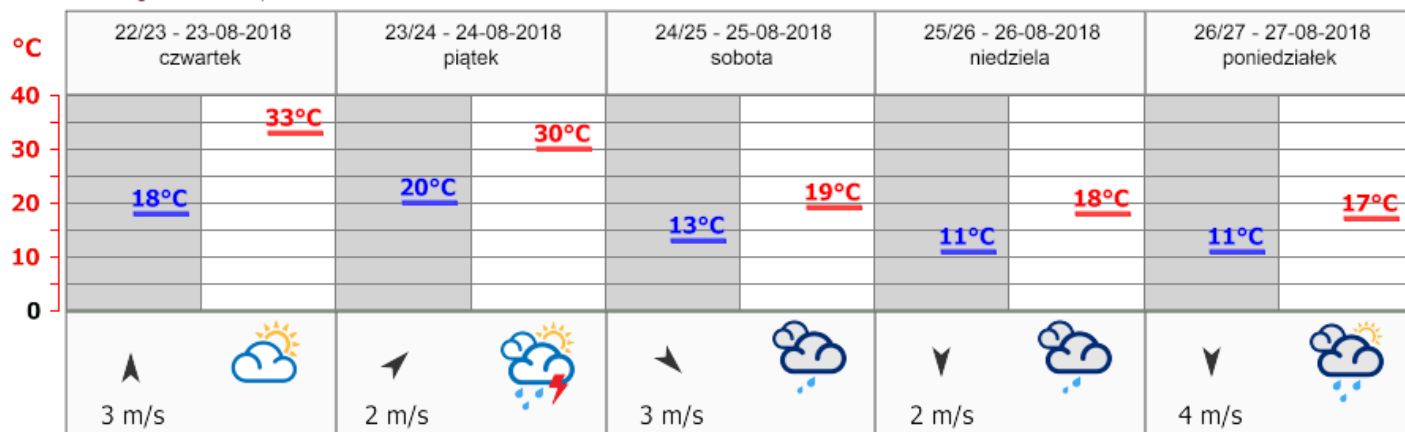 22/23 - 23-08-2018
czwartek
23/24 - 24-08-2018
piątek
24/25 - 25-08-2018
sobota
25/26 - 26-08-2018
niedziela
26/27 - 27-08-2018
poniedziałek
°C
40
30
20
10
0
18°C
33°C
20°C
30°C
13°C
19°C
11°C
18°C
11°C
17°C
3 m/s
2 m/s
3 m/s
2 m/s
4 m/s